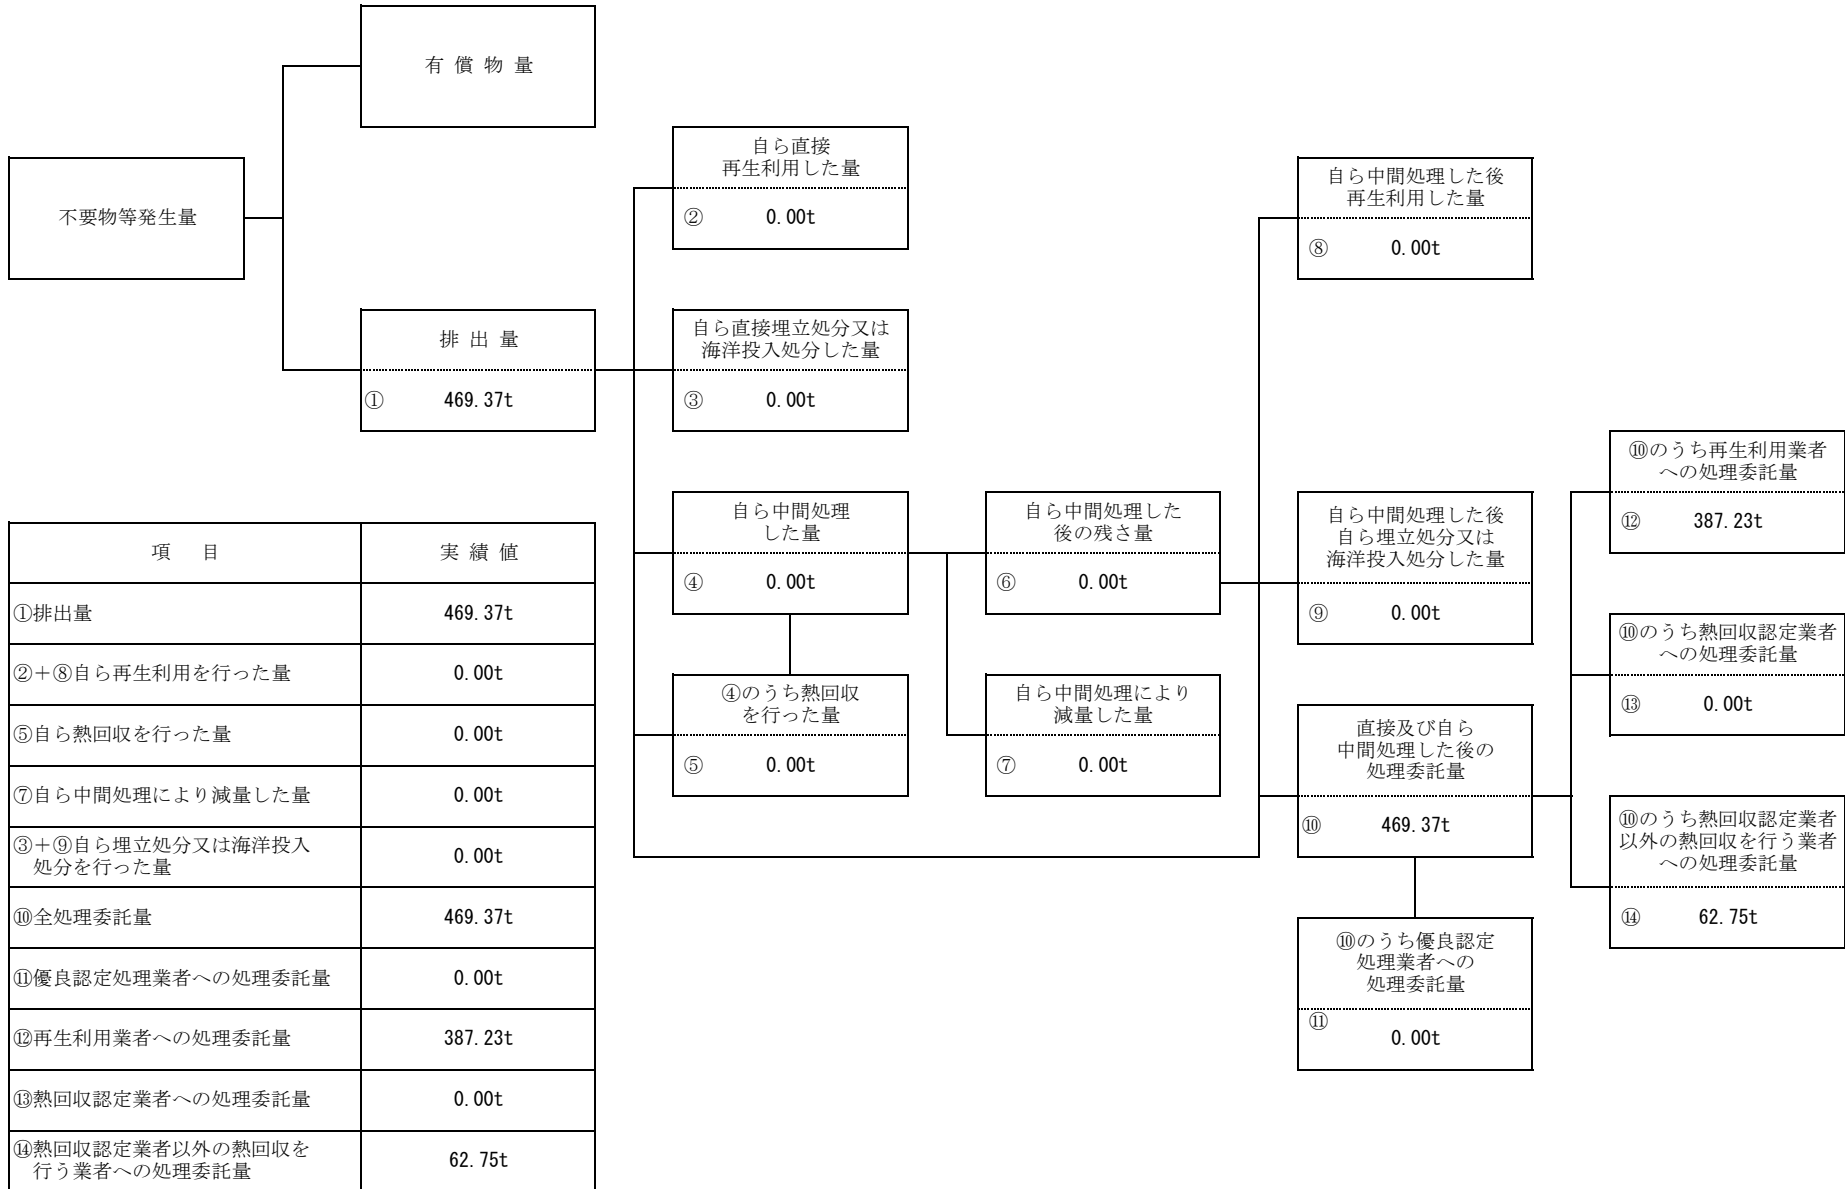 有 償 物 量
不要物等発生量
排 出 量
① 469.37t
自ら直接
再生利用した量
② 0.00t
自ら直接埋立処分又は
海洋投入処分した量
③ 0.00t
自ら中間処理
した量
④ 0.00t
④のうち熱回収
を行った量
⑤ 0.00t
自ら中間処理した
後の残さ量
⑥ 0.00t
自ら中間処理により
減量した量
⑦ 0.00t
自ら中間処理した後
再生利用した量
⑧ 0.00t
自ら中間処理した後
自ら埋立処分又は
海洋投入処分した量
⑨ 0.00t
直接及び自ら
中間処理した後の
処理委託量
⑩ 469.37t
⑩のうち優良認定
処理業者への
処理委託量
⑪ 0.00t
⑩のうち再生利用業者
への処理委託量
⑫ 387.23t
⑩のうち熱回収認定業者
への処理委託量
⑬ 0.00t
⑩のうち熱回収認定業者
以外の熱回収を行う業者
への処理委託量
⑭ 62.75t
項 目 実 績 値
①排出量 469.37t
②+⑧自ら再生利用を行った量 0.00t
⑤自ら熱回収を行った量 0.00t
⑦自ら中間処理により減量した量 0.00t
③+⑨自ら埋立処分又は海洋投入
処分を行った量 0.00t
⑩全処理委託量 469.37t
⑪優良認定処理業者への処理委託量 0.00t
⑫再生利用業者への処理委託量 387.23t
⑬熱回収認定業者への処理委託量 0.00t
⑭熱回収認定業者以外の熱回収を
行う業者への処理委託量 62.75t